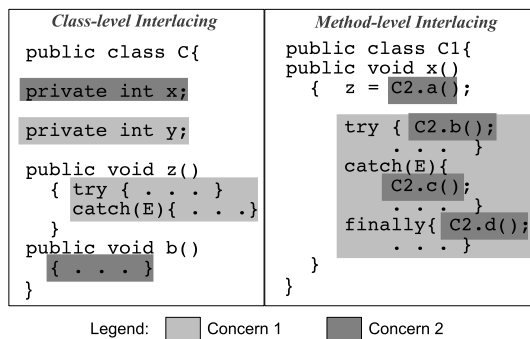 Class-level Interlacing
public class C{
private int x;
private int y;
public void z()
{ try { . . . }
catch(E){ . . .}
}
public void b()
{ . . . }
}
Method-level Interlacing
public class C1{
public void x()
{ z = C2.a();
try { C2.b();
. . . }
catch(E){
C2.c();
. . . }
finally{ C2.d();
. . . }
}
}
Legend: Concern 1 Concern 2